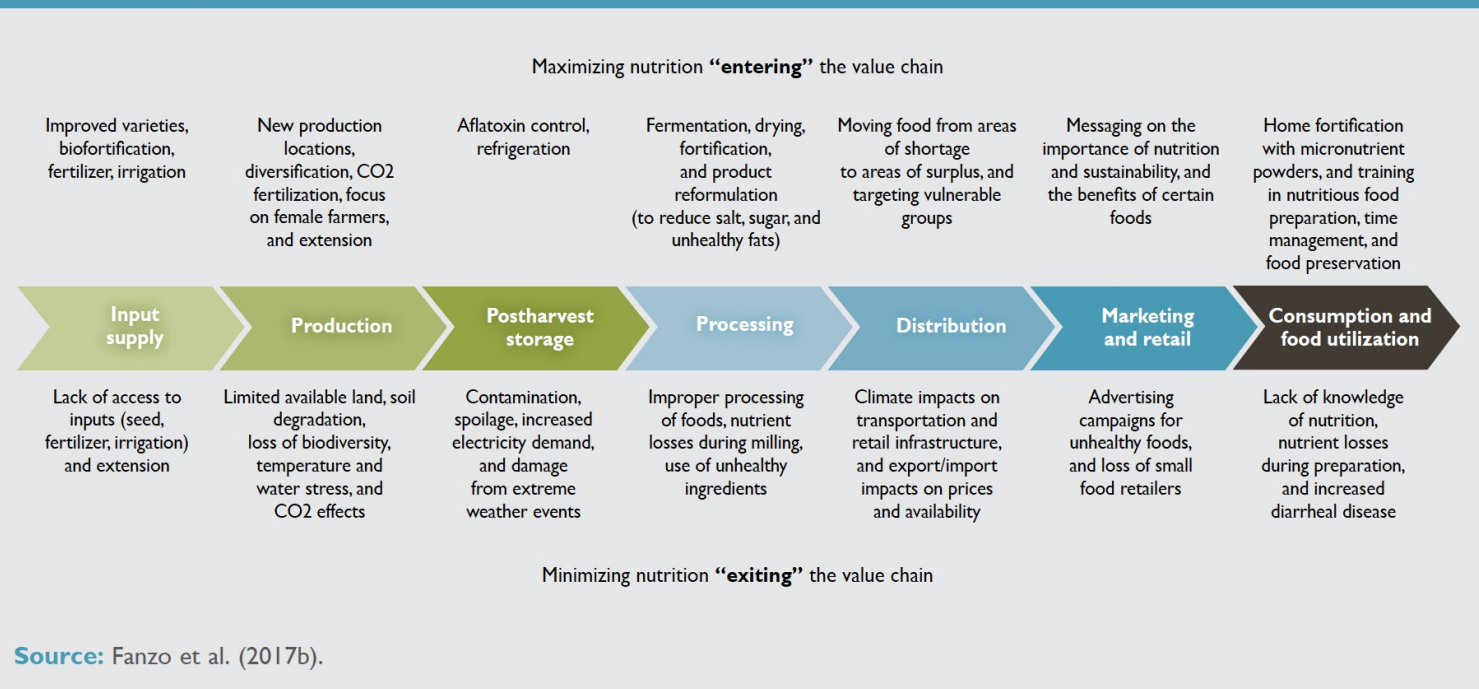 Maximizing nutrition “entering” the value chain
Improved varieties,
biofortification,
fertilizer, irrigation
New production
locations,
diversification, CO2
fertilization, focus
on female farmers,
and extension
Aflatoxin control,
refrigeration
Fermentation, drying,
fortification,
and product
reformulation
(to reduce salt, sugar, and
unhealthy fats)
Moving food from areas
of shortage
to areas of surplus, and
targeting vulnerable
groups
Messaging on the
importance of nutrition
and sustainability, and
the benefits of certain
foods
Home fortification
with micronutrient
powders, and training
in nutritious food
preparation, time
management, and
food preservation
Input
supply
Production
Postharvest
storage
Processing
Distribution
Marketing
and retail
Consumption and
food utilization
Lack of access to
inputs (seed,
fertilizer, irrigation)
and extension
Limited available land, soil
degradation,
loss of biodiversity,
temperature and
water stress, and
CO2 effects
Contamination,
spoilage, increased
electricity demand,
and damage
from extreme
weather events
Improper processing
of foods, nutrient
losses during milling,
use of unhealthy
ingredients
Climate impacts on
transportation and
retail infrastructure,
and export/import
impacts on prices
and availability
Advertising
campaigns for
unhealthy foods,
and loss of small
food retailers
Lack of knowledge
of nutrition,
nutrient losses
during preparation,
and increased
diarrheal disease
Minimizing nutrition “exiting” the value chain
Source: Fanzo et al. (2017b).